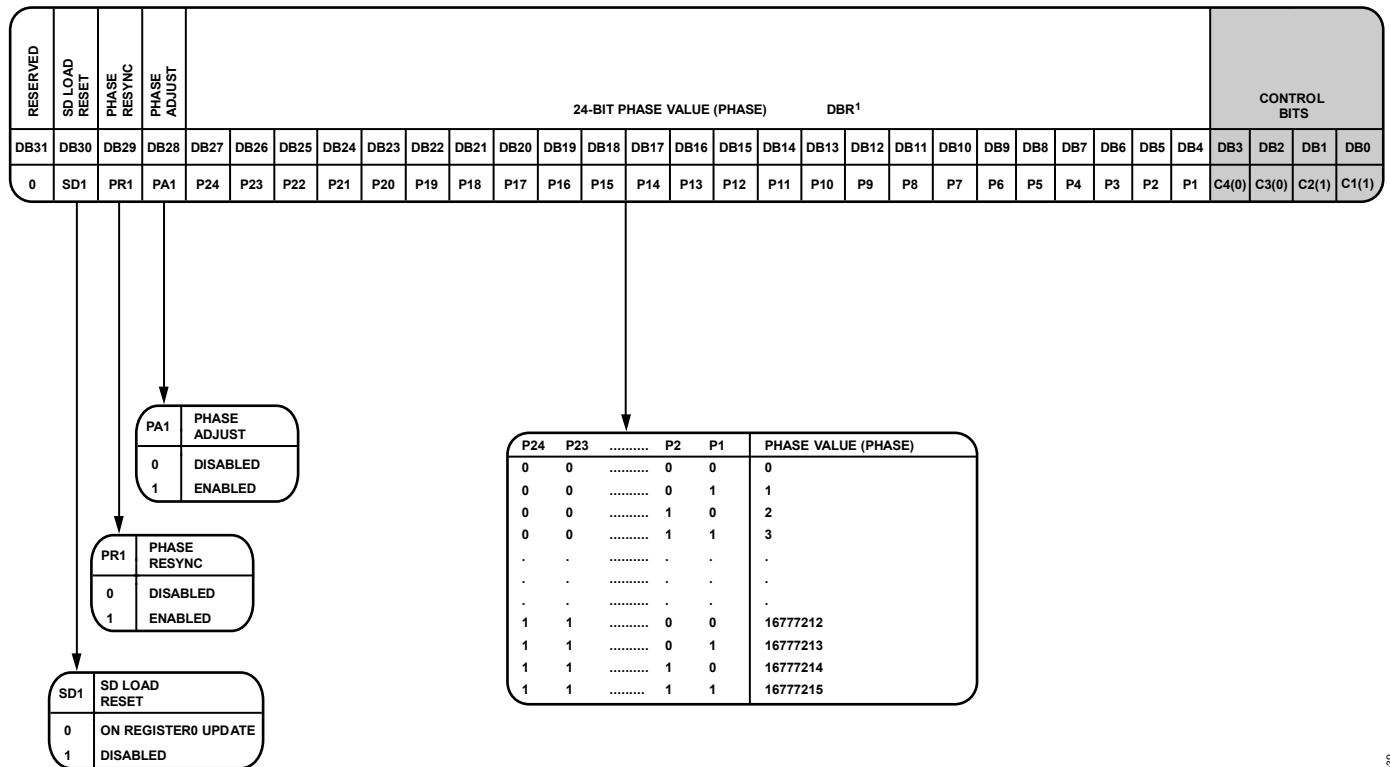 RESERVED
SD LOAD
RESET
PHASE
RESYNC
PHASE
ADJUST
24-BIT PHASE VALUE (PHASE) DBR1
CONTROL
BITS
DB31 DB30 DB29 DB28 DB27 DB26 DB25 DB24 DB23 DB22 DB21 DB20 DB19 DB18 DB17 DB16 DB15 DB14 DB13 DB12 DB11 DB10 DB9 DB8 DB7 DB6 DB5 DB4 DB3 DB2 DB1 DB0
0 SD1 PR1 PA1 P24 P23 P22 P21 P20 P19 P18 P17 P16 P15 P14 P13 P12 P11 P10 P9 P8 P7 P6 P5 P4 P3 P2 P1 C4(0) C3(0) C2(1) C1(1)
PA1 PHASE
ADJUST
0 DISABLED
1 ENABLED
PR1 PHASE
RESYNC
0 DISABLED
1 ENABLED
SD1 SD LOAD
RESET
0 ON REGISTER0 UPDATE
1 DISABLED
P24 P23 .......... P2 P1 PHASE VALUE (PHASE)
0 0 .......... 0 0 0
0 0 .......... 0 1 1
0 0 .......... 1 0 2
0 0 .......... 1 1 3
. . .......... . . .
. . .......... . . .
. . .......... . . .
1 1 .......... 0 0 16777212
1 1 .......... 0 1 16777213
1 1 .......... 1 0 16777214
1 1 ......... 1 1 16777215